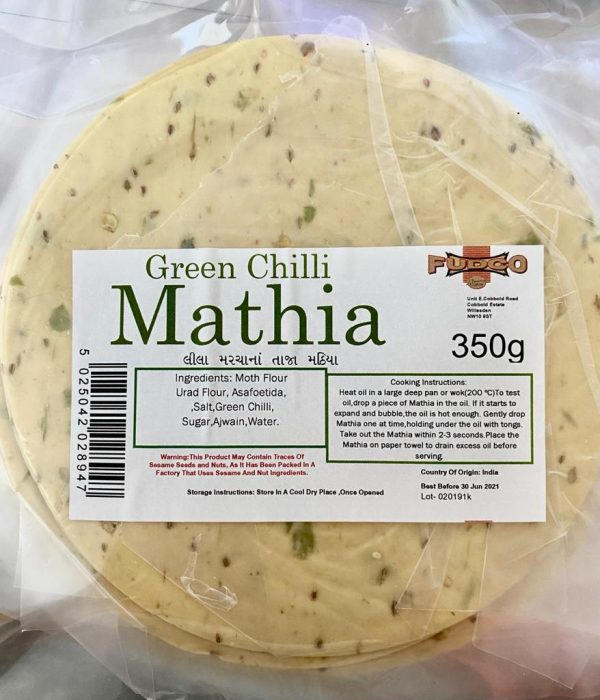 Green Chilli
Mathia
લીલા મરચાનાં તાજા મઠિયા
FUDCO
Unit E.Cobbold Road
Cobbold Estate
Willesden
NW10 9ST
350g
5 025042 028947
Ingredients: Moth Flour
Urad Flour, Asafoetida,
,Salt,Green Chilli,
Sugar,Ajwain,Water.
Cooking Instructions:
Heat oil in a large deep pan or wok(200 ºC)To test
oil,drop a piece of Mathia in the oil. If it starts to
expand and bubble,the oil is hot enough. Gently drop
Mathia one at time,holding under the oil with tongs.
Take out the Mathia within 2-3 seconds.Place the
Mathia on paper towel to drain excess oil before
serving.
Warning:This Product May Contain Traces Of
Sesame Seeds and Nuts, As It Has Been Packed In A
Factory That Uses Sesame And Nut Ingredients.
Country Of Origin: India
Storage Instructions: Store In A Cool Dry Place ,Once Opened
Best Before 30 Jun 2021
Lot- 020191k